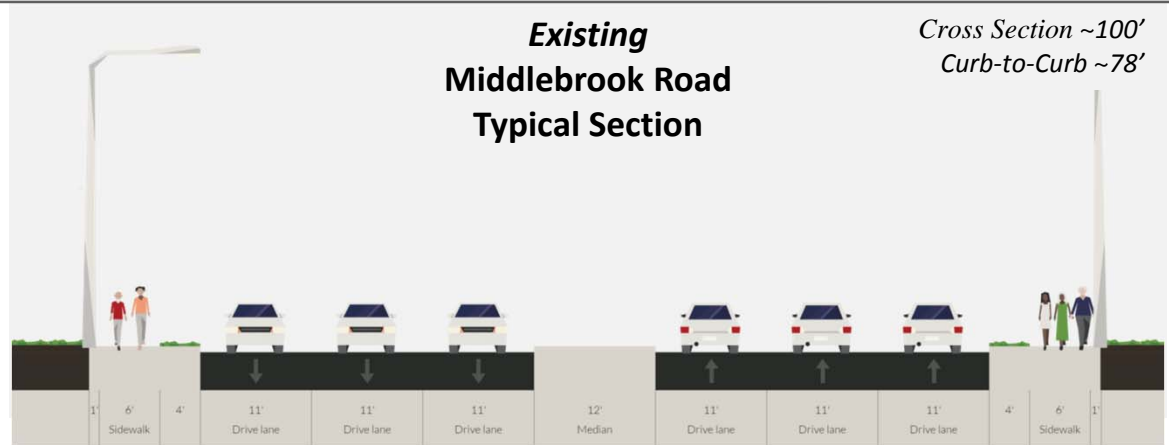 Existing
Middlebrook Road
Typical Section
Cross Section ~100’
Curb-to-Curb ~78’
1' 6' 4' 11' 11' 11' 12' 11' 11' 11' 4' 6' 1'
Sidewalk Drive lane Drive lane Drive lane Median Drive lane Drive lane Drive lane Sidewalk